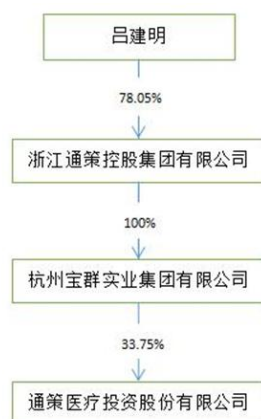 吕建明
78.05%
浙江通策控股集团有限公司
100%
杭州宝群实业集团有限公司
33.75%
通策医疗投资股份有限公司